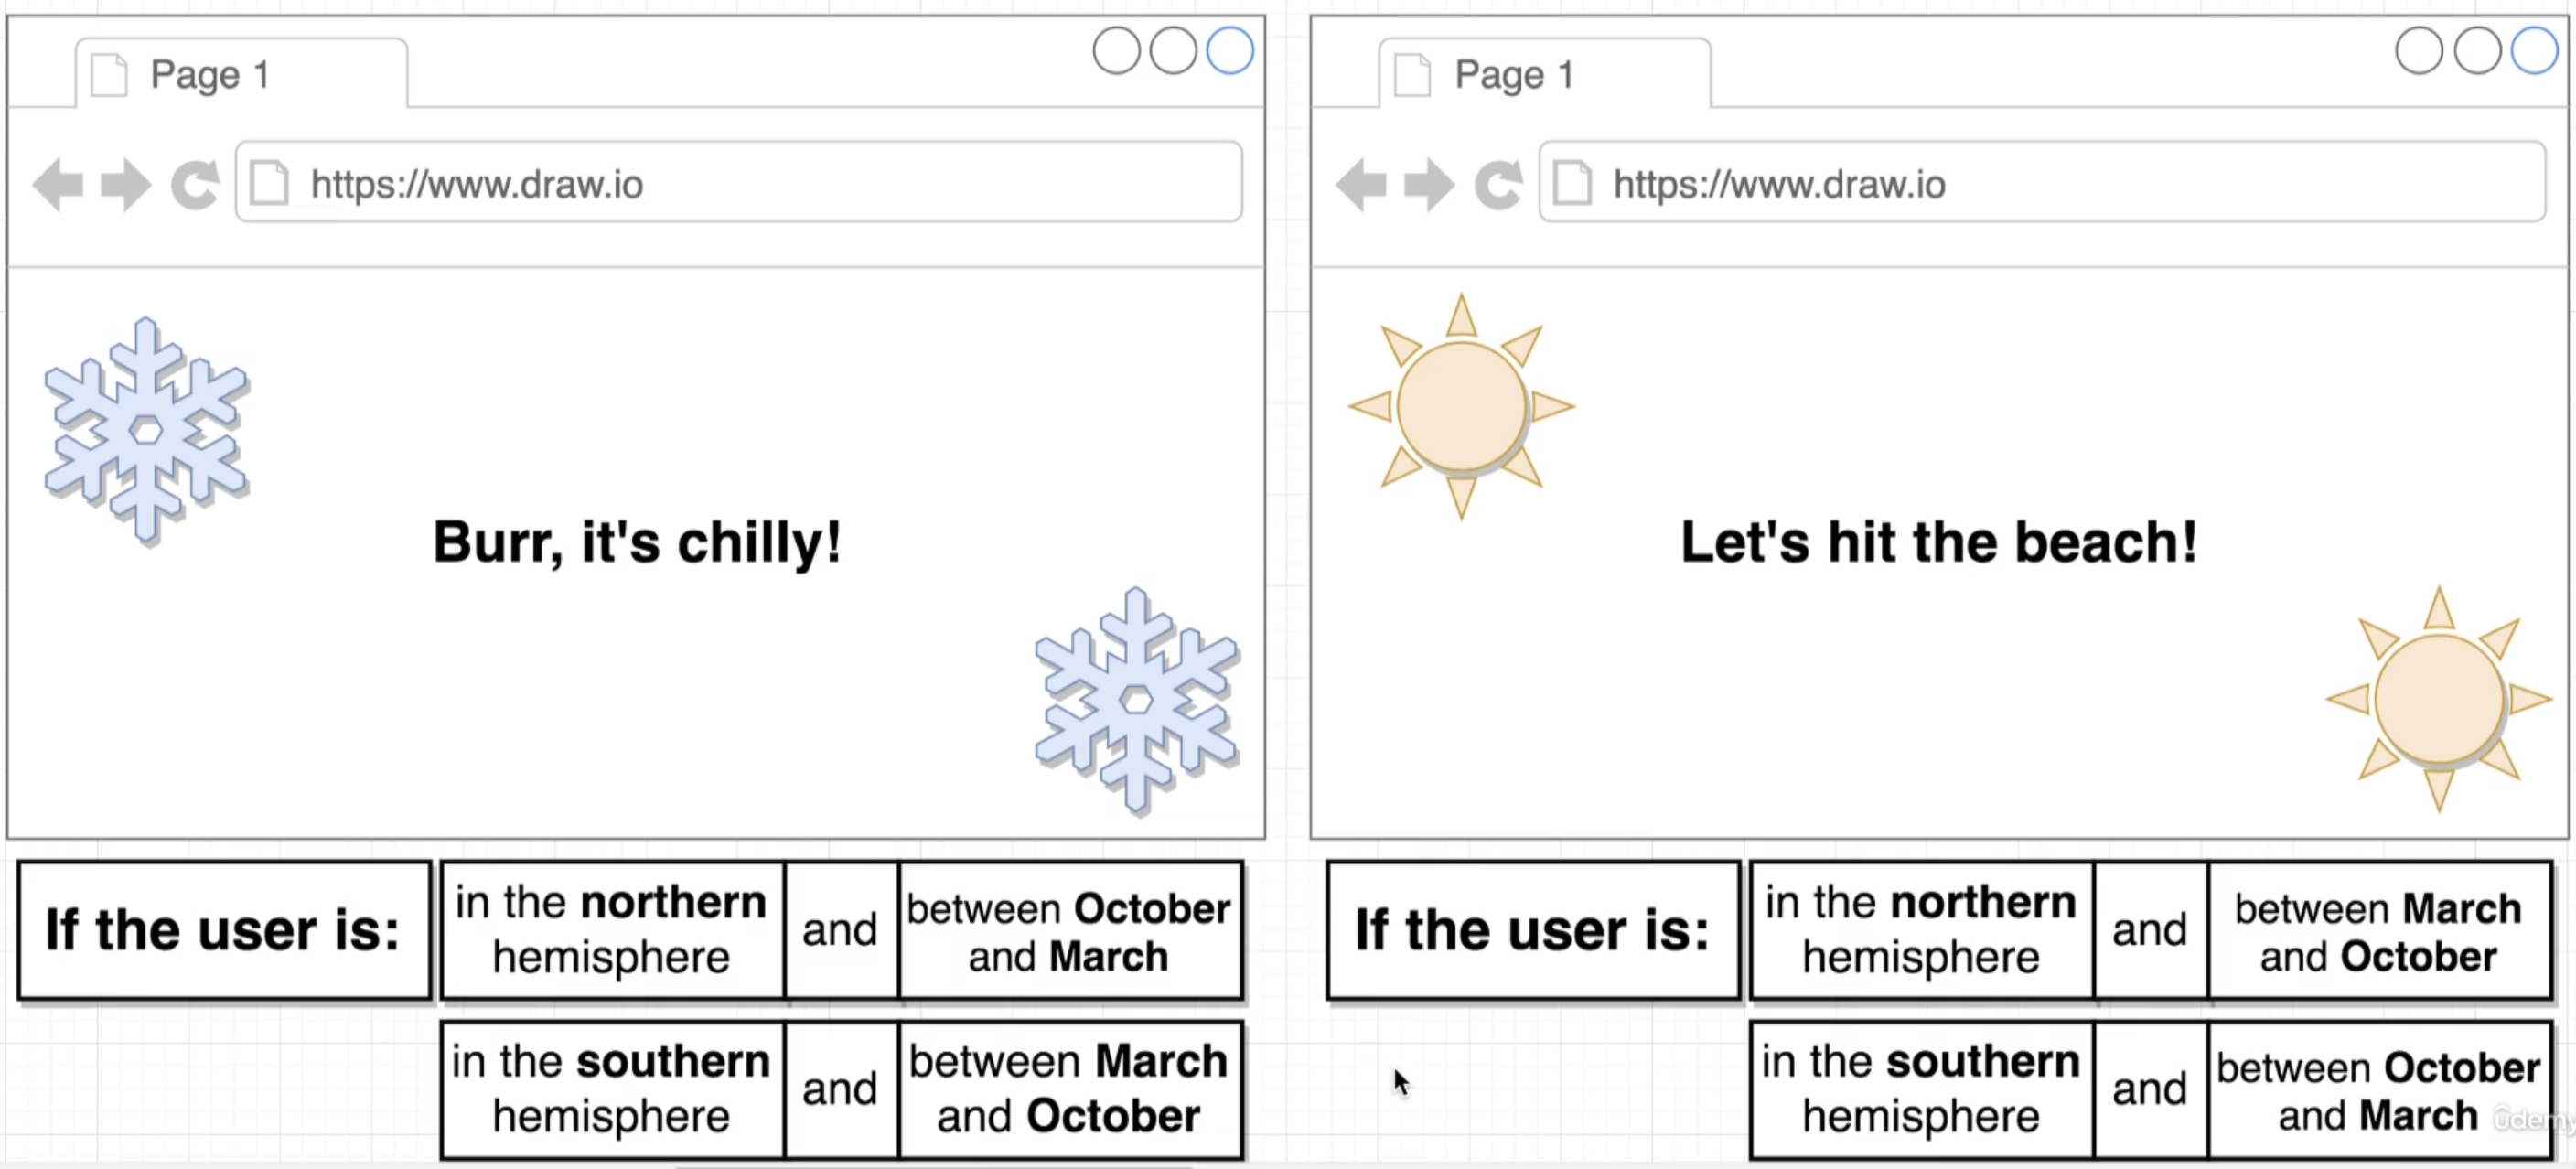 Page 1
https://www.draw.io
Burr, it's chilly!
If the user is:
in the northern
hemisphere
and
between October
and March
in the southern
hemisphere
and
between March
and October
Page 1
https://www.draw.io
Let's hit the beach!
If the user is:
in the northern
hemisphere
and
between March
and October
in the southern
hemisphere
and
between October
and March
ûdemy